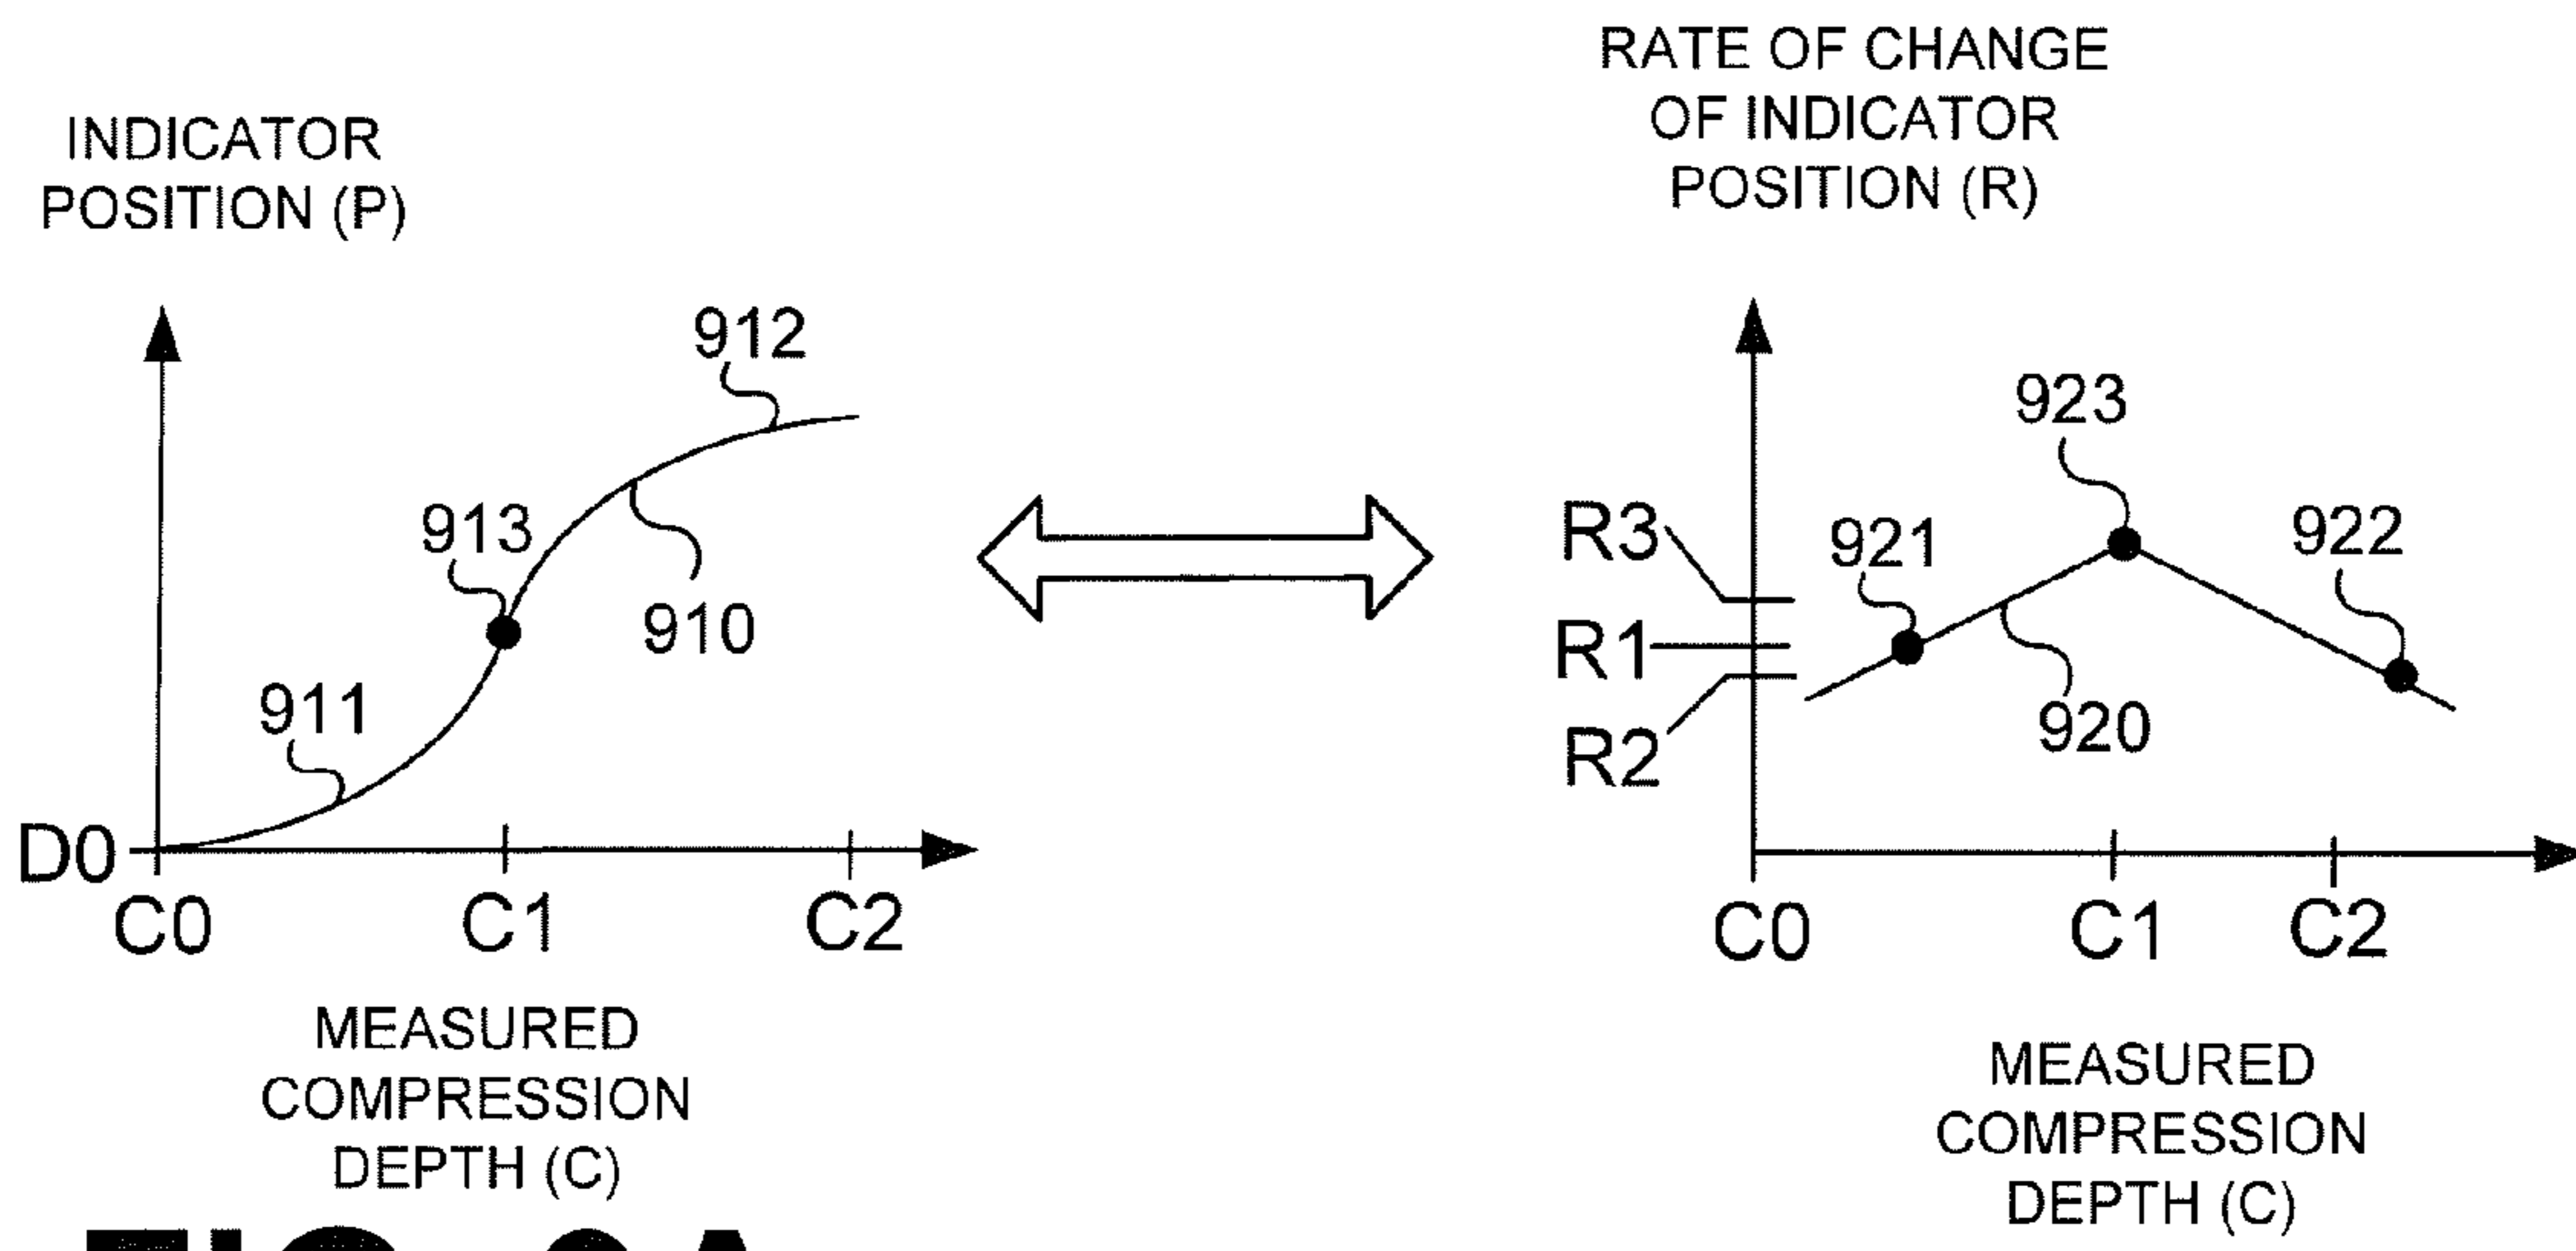 INDICATOR
POSITION (P)
912
913
910
911
D0
C0
C1
C2
MEASURED
COMPRESSION
DEPTH (C)
RATE OF CHANGE
OF INDICATOR
POSITION (R)
923
R3
921
922
R1
R2
920
C0
C1
C2
MEASURED
COMPRESSION
DEPTH (C)